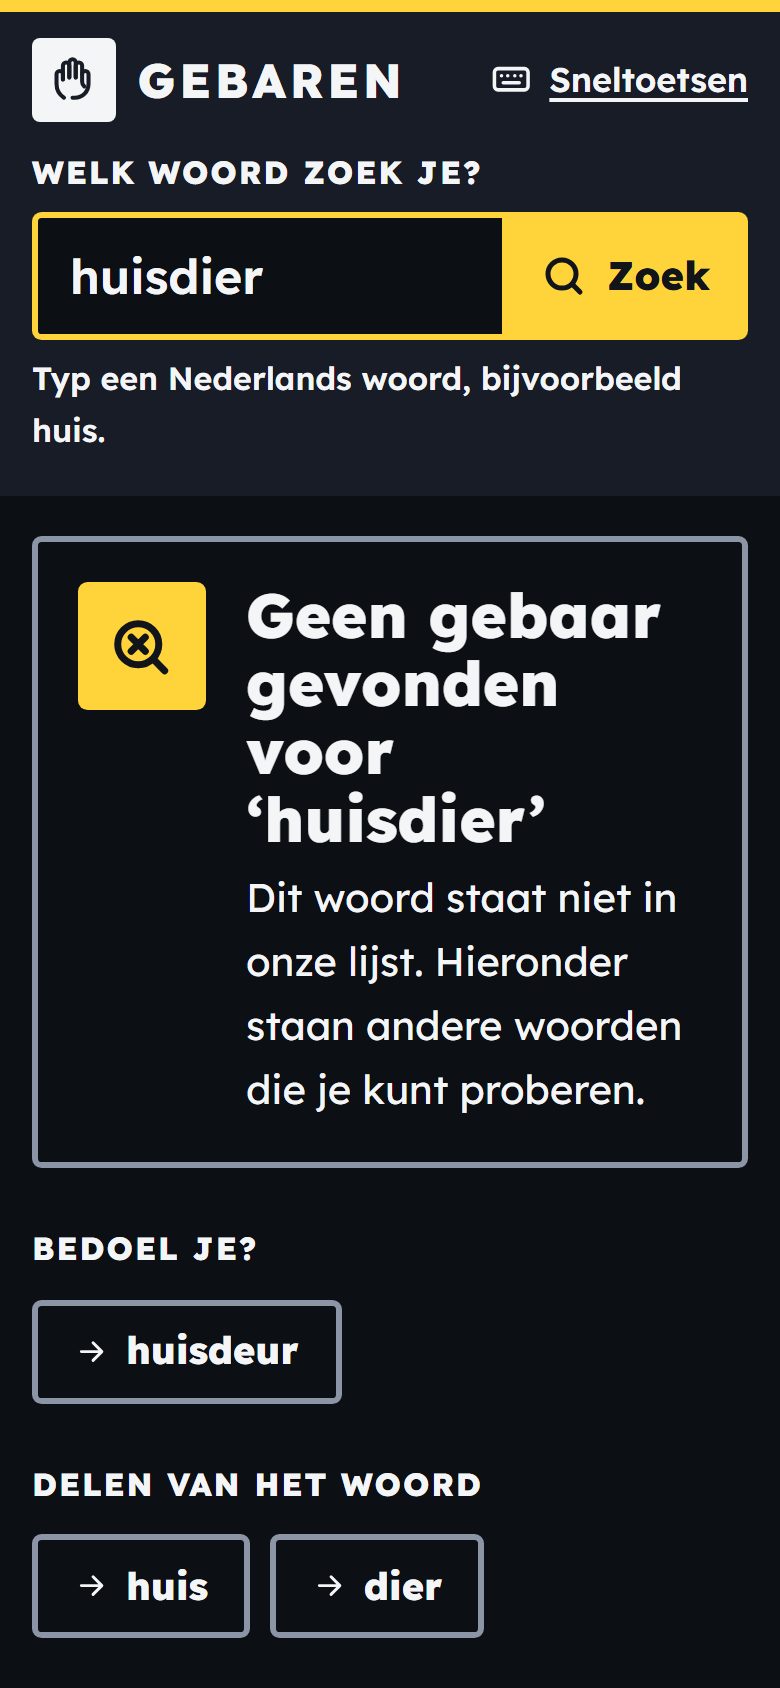 GEBAREN
Sneltoetsen
WELK WOORD ZOEK JE?
huisdier
Zoek
Typ een Nederlands woord, bijvoorbeeld
huis.
Geen gebaar
gevonden
voor
‘huisdier’
Dit woord staat niet in
onze lijst. Hieronder
staan andere woorden
die je kunt proberen.
BEDOEL JE?
→ huisdeur
DELEN VAN HET WOORD
→ huis → dier